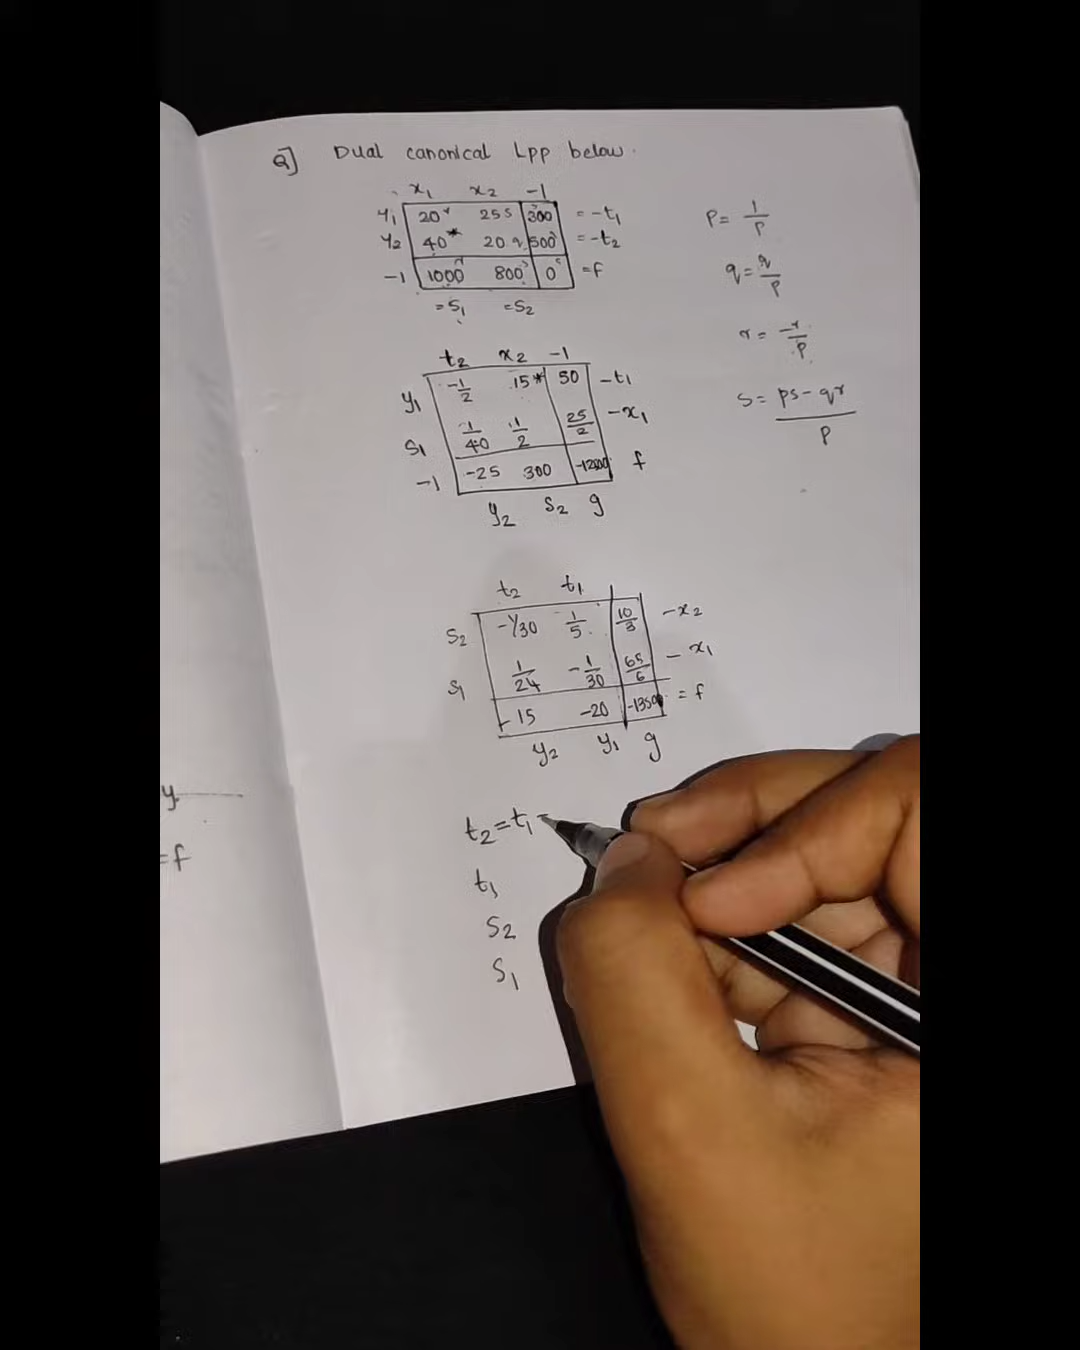 Q] Dual canonical Lpp below.
x₁ x₂ -1
y₁ 20 25 300 = -t₁
y₂ 40* 20 500 = -t₂
-1 1000 800 0 = f
= S₁ = S₂
P = 1/P
q = q/P
r = -r/P
S = ps - qr / P
t₂ x₂ -1
y₁ -1/2 15* 50 -t₁
S₁ 1/40 1/2 25/2 -x₁
-1 -25 300 f
y₂ S₂ g
t₂ t₁
S₂ -1/30 1/5 10/3 -x₂
S₁ 1/24 -1/30 65/6 - x₁
-15 -20 = f
y₂ y₁ g
y
=f
t₂ = t₁ =
t₁
S₂
S₁